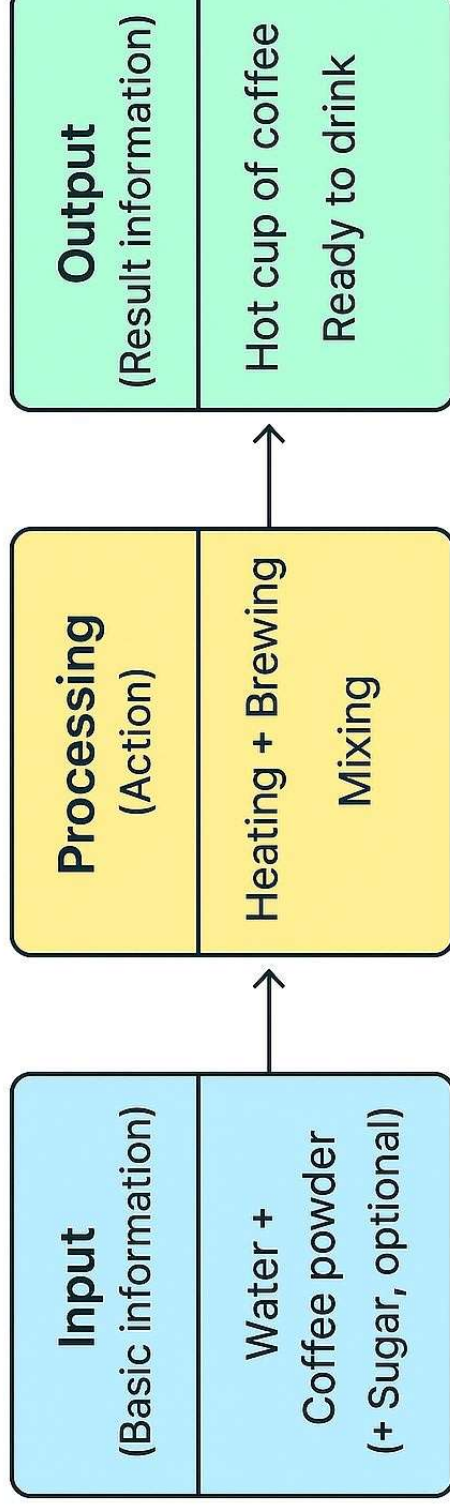 Input
(Basic information)
Water +
Coffee powder
(+ Sugar, optional)
Processing
(Action)
Heating + Brewing
Mixing
Output
(Result information)
Hot cup of coffee
Ready to drink